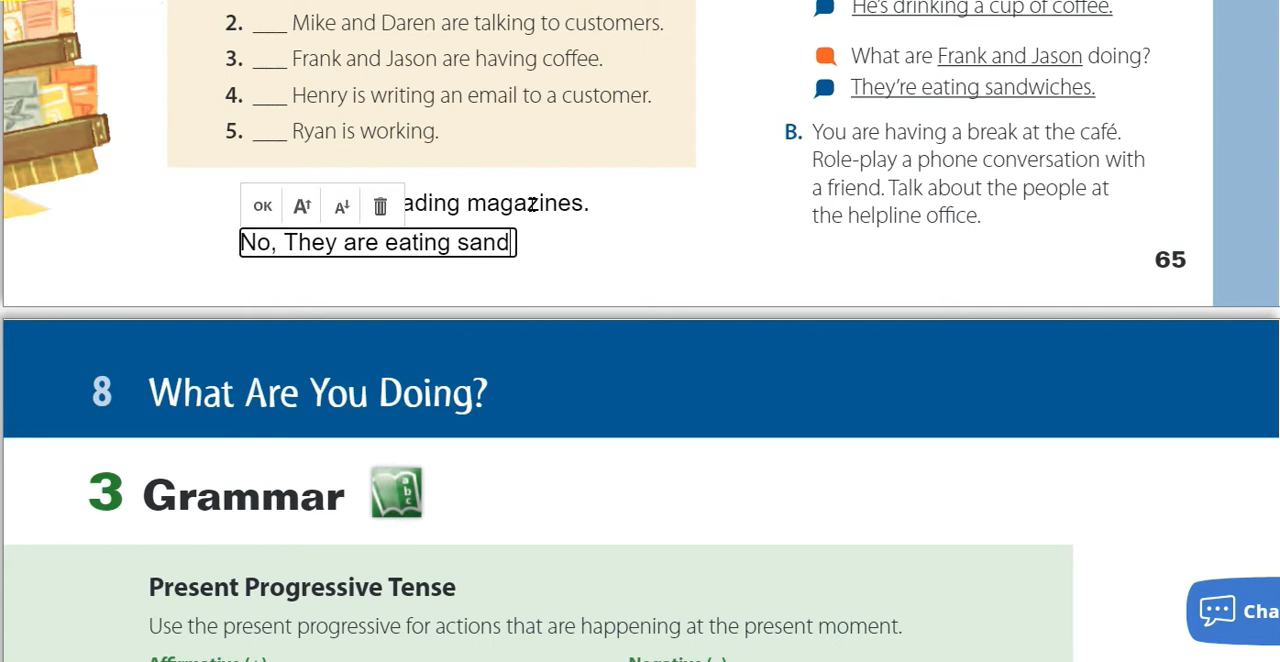 2. ___ Mike and Daren are talking to customers.
3. ___ Frank and Jason are having coffee.
4. ___ Henry is writing an email to a customer.
5. ___ Ryan is working.
OK A↑ A↓
ading magazines.
No, They are eating sand
He's drinking a cup of coffee.
What are Frank and Jason doing?
They're eating sandwiches.
B. You are having a break at the café.
Role-play a phone conversation with
a friend. Talk about the people at
the helpline office.
65
8 What Are You Doing?
3 Grammar
abc
Present Progressive Tense
Use the present progressive for actions that are happening at the present moment.
Affirmative (+)
Negative (–)
Cha